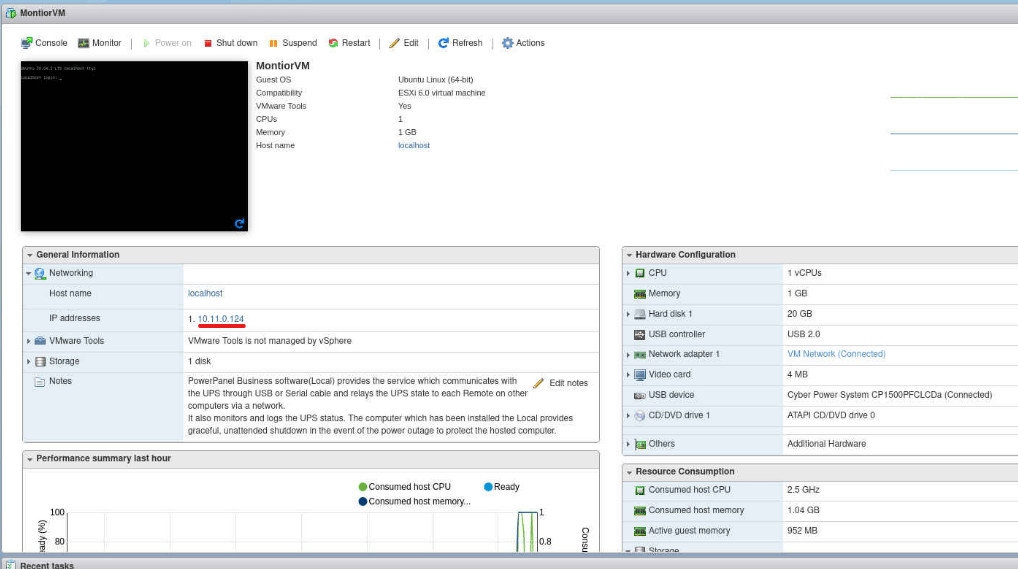 MontiorVM
Console Monitor Power on Shut down Suspend Restart Edit Refresh Actions
MontiorVM
Guest OS Ubuntu Linux (64-bit)
Compatibility ESXi 6.0 virtual machine
VMware Tools Yes
CPUs 1
Memory 1 GB
Host name localhost
General Information
Networking
Host name localhost
IP addresses 1. 10.11.0.124
VMware Tools VMware Tools is not managed by vSphere
Storage 1 disk
Notes PowerPanel Business software(Local) provides the service which communicates with
the UPS through USB or Serial cable and relays the UPS state to each Remote on other
computers via a network.
It also monitors and logs the UPS status. The computer which has been installed the Local provides
graceful, unattended shutdown in the event of the power outage to protect the hosted computer.
Edit notes
Performance summary last hour
Consumed host CPU Ready
Consumed host memory...
100 1
80 0.8
Hardware Configuration
CPU 1 vCPUs
Memory 1 GB
Hard disk 1 20 GB
USB controller USB 2.0
Network adapter 1 VM Network (Connected)
Video card 4 MB
USB device Cyber Power System CP1500PFCLCDa (Connected)
CD/DVD drive 1 ATAPI CD/DVD drive 0
Others Additional Hardware
Resource Consumption
Consumed host CPU 2.5 GHz
Consumed host memory 1.04 GB
Active guest memory 952 MB
Storage
Recent tasks